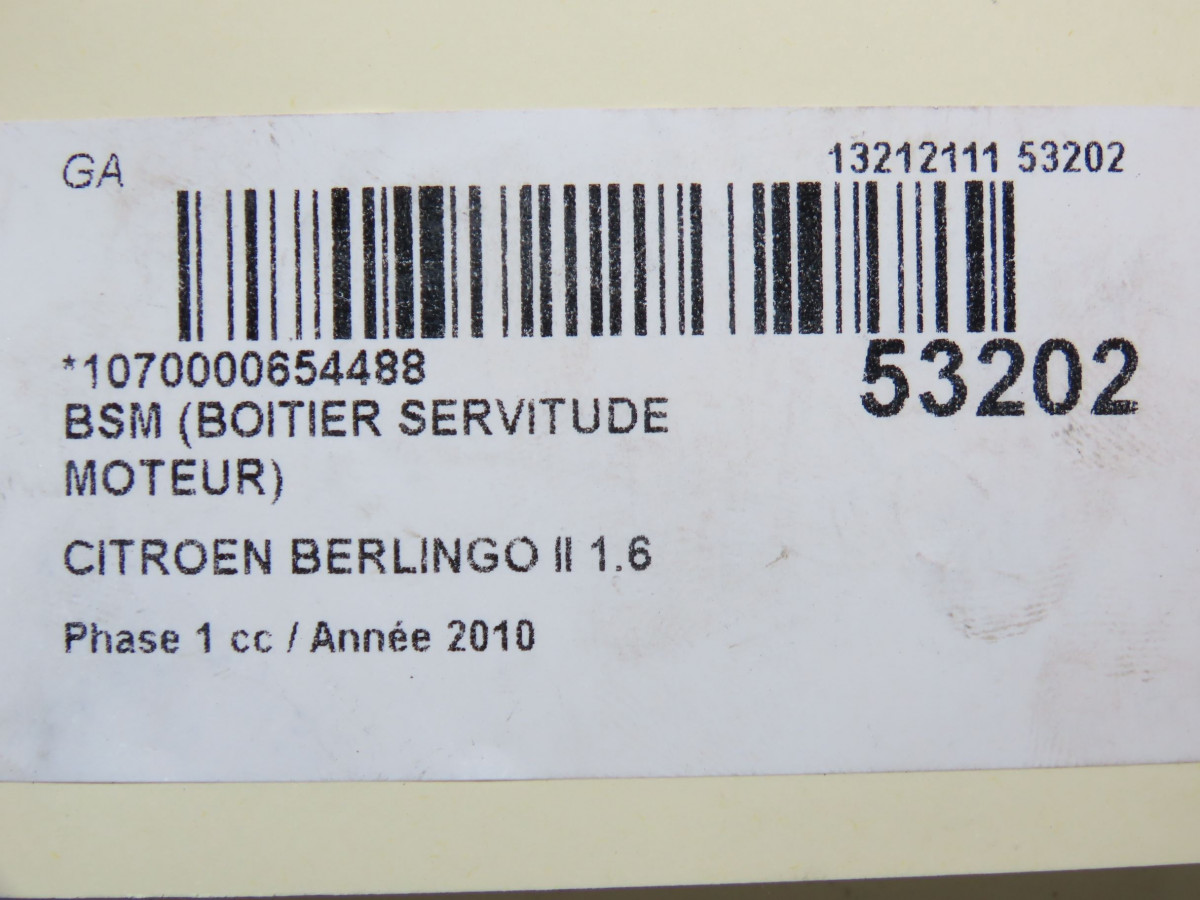 GA
13212111 53202
*1070000654488
53202
BSM (BOITIER SERVITUDE
MOTEUR)
CITROEN BERLINGO II 1.6
Phase 1 cc / Année 2010